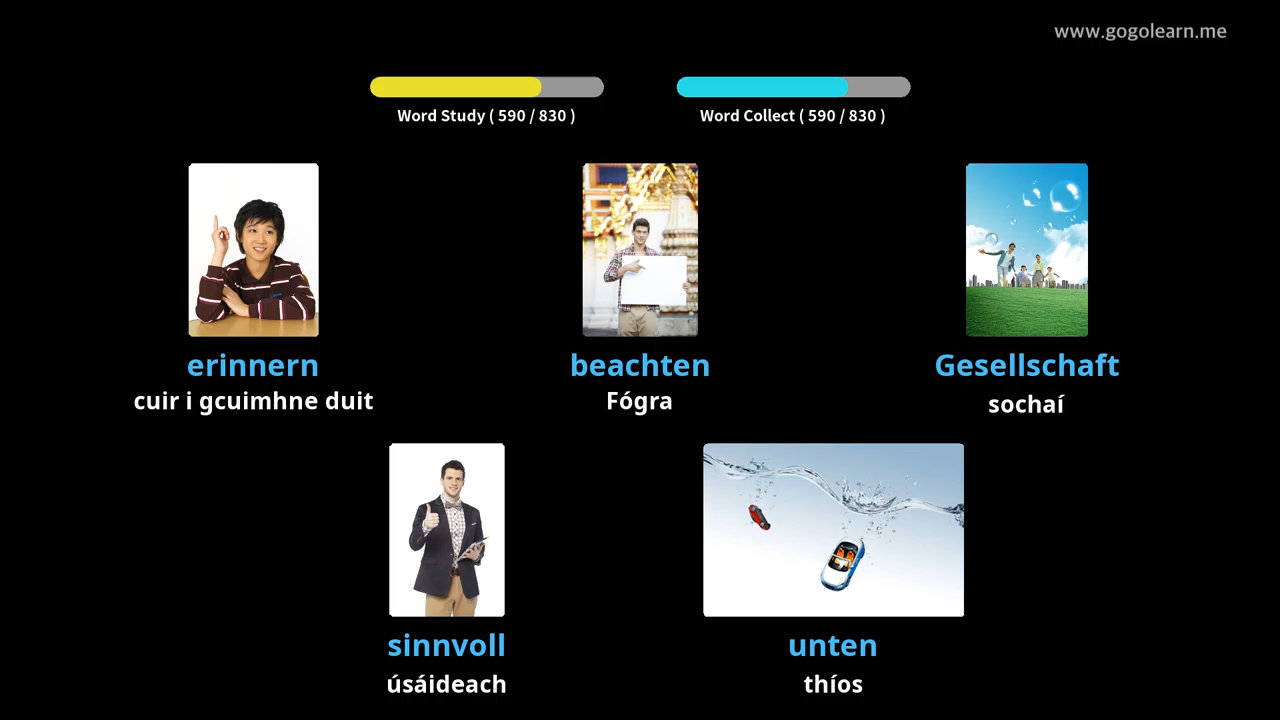 www.gogolearn.me
Word Study ( 590 / 830 )
Word Collect ( 590 / 830 )
erinnern
cuir i gcuimhne duit
beachten
Fógra
Gesellschaft
sochaí
sinnvoll
úsáideach
unten
thíos